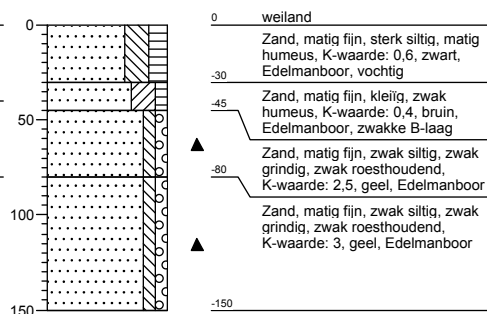 0
0
weiland
Zand, matig fijn, sterk siltig, matig
humeus, K-waarde: 0,6, zwart,
Edelmanboor, vochtig
-30
Zand, matig fijn, kleiïg, zwak
humeus, K-waarde: 0,4, bruin,
Edelmanboor, zwakke B-laag
-45
50
Zand, matig fijn, zwak siltig, zwak
grindig, zwak roesthoudend,
K-waarde: 2,5, geel, Edelmanboor
-80
Zand, matig fijn, zwak siltig, zwak
grindig, zwak roesthoudend,
K-waarde: 3, geel, Edelmanboor
100
150
-150